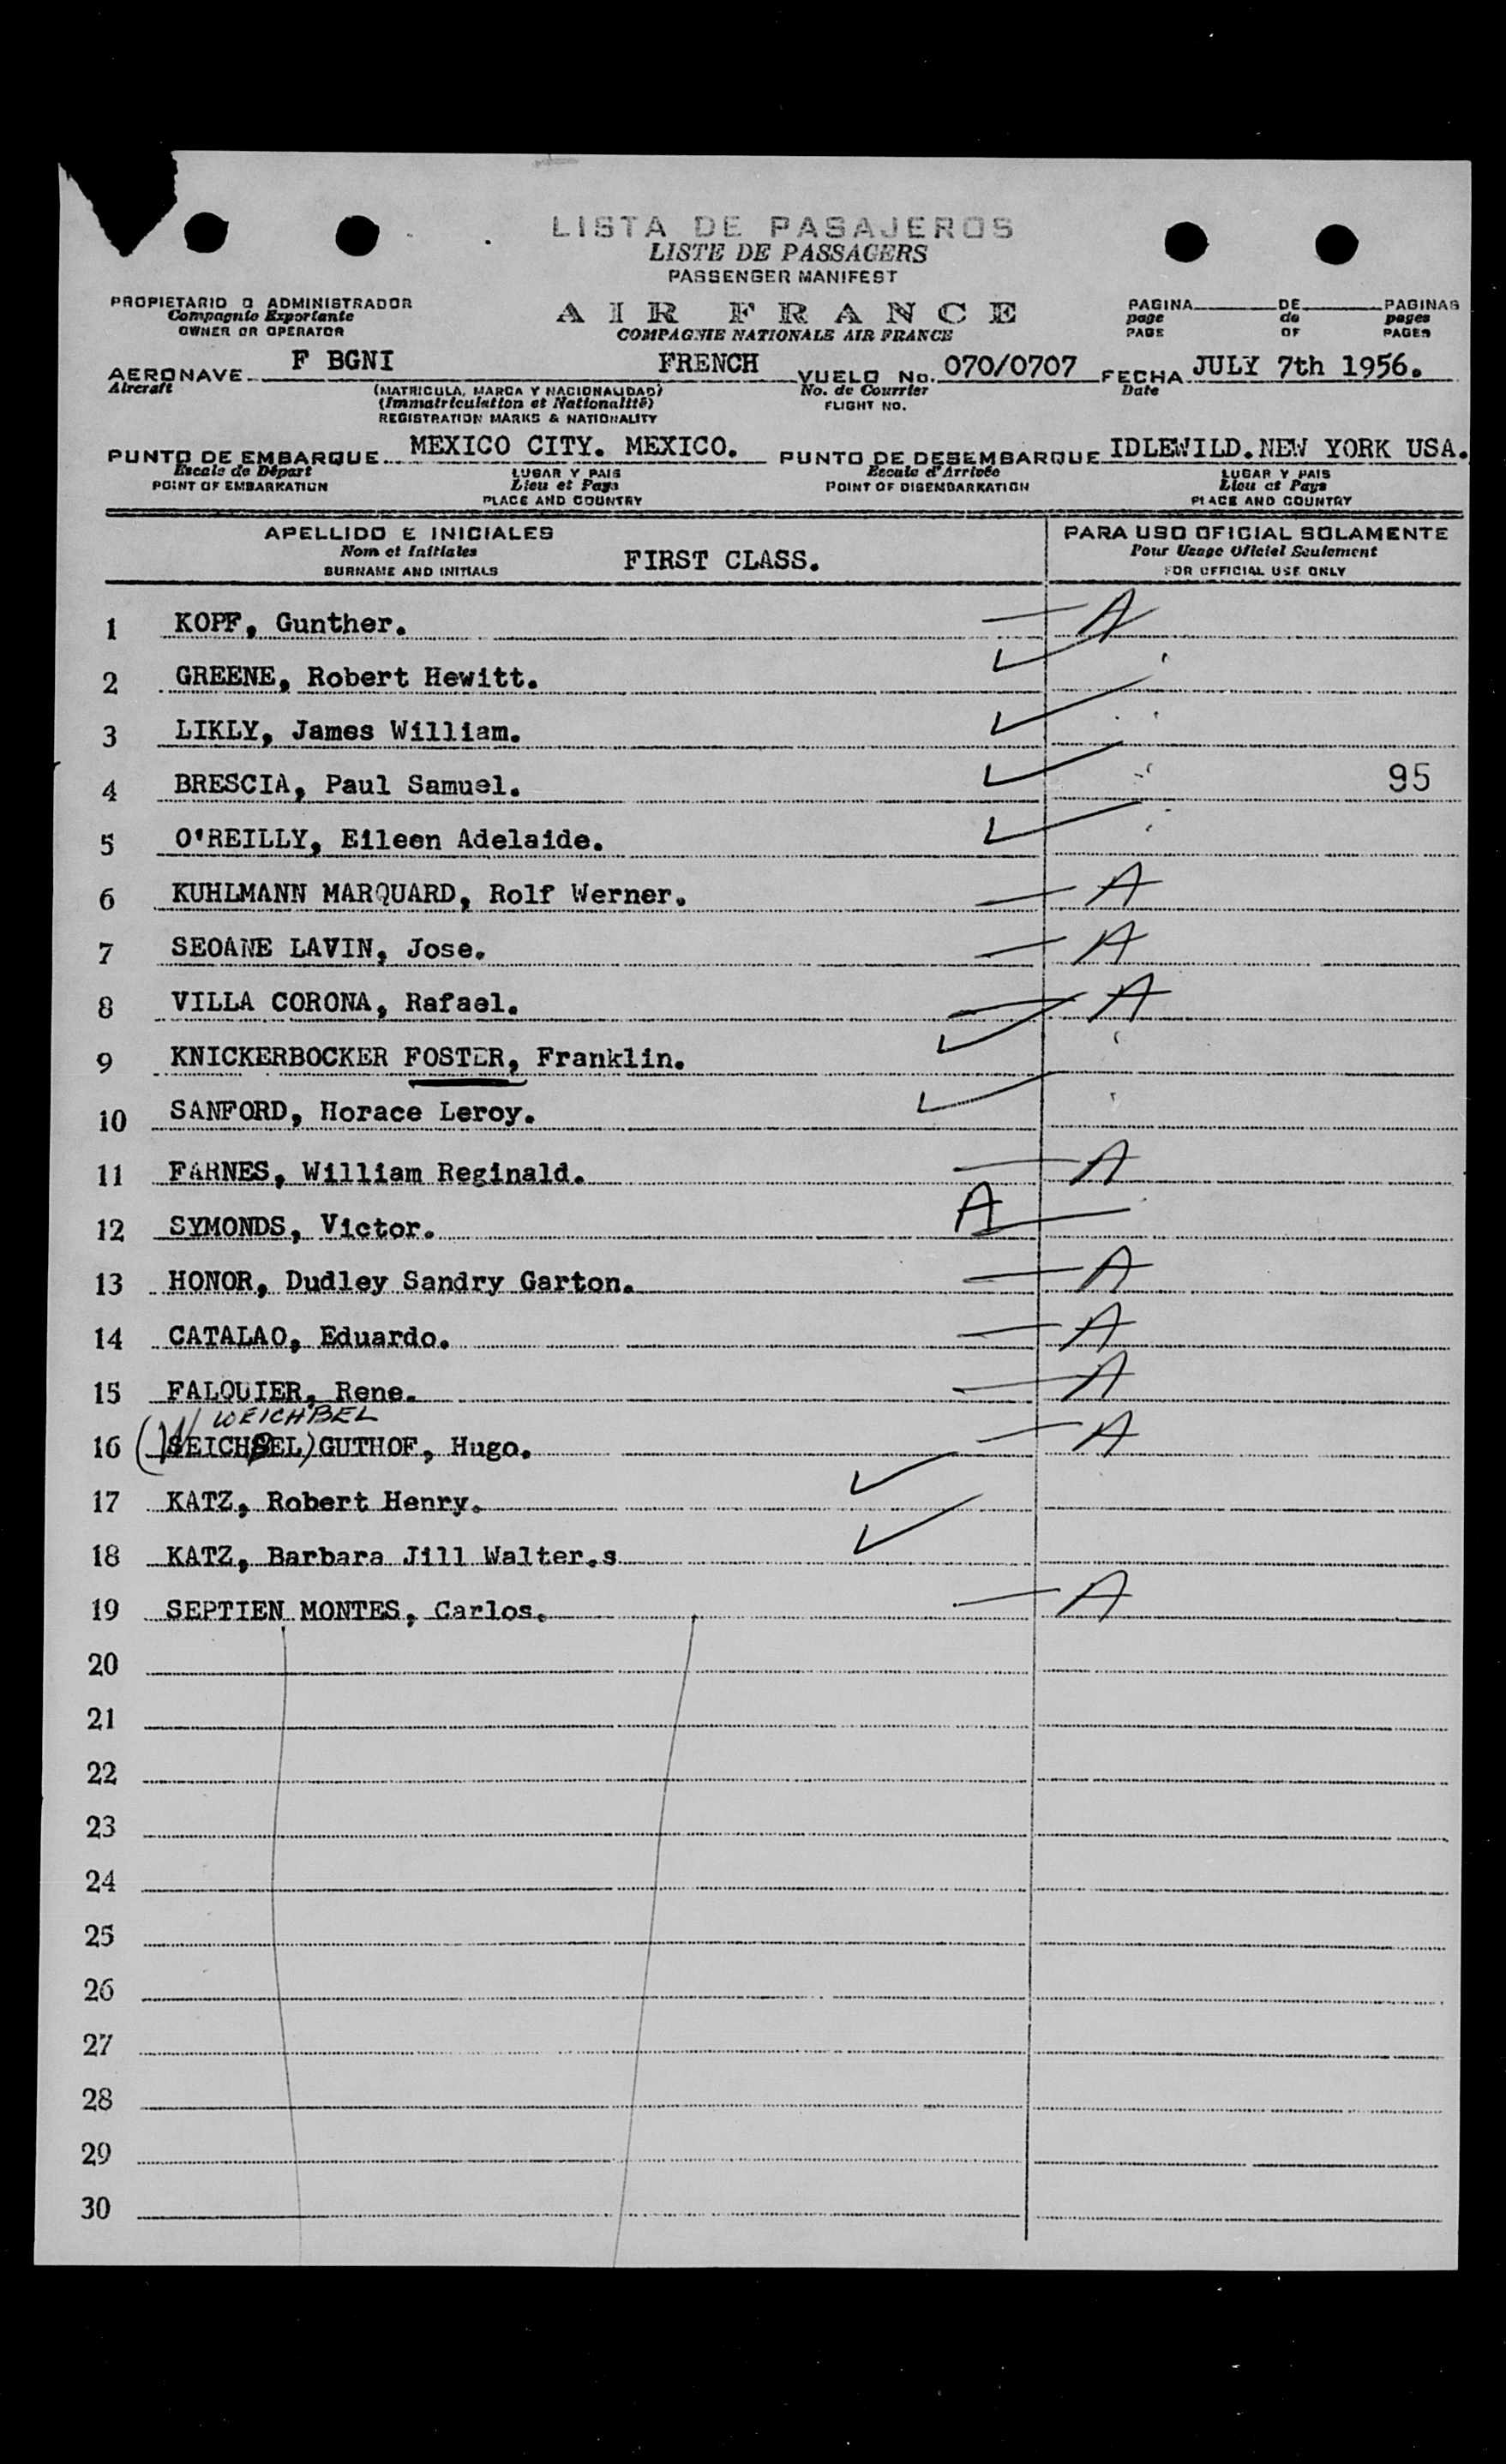 LISTA DE PASAJEROS
LISTE DE PASSAGERS
PASSENGER MANIFEST
PROPIETARIO O ADMINISTRADOR
Compagnie Exportante
OWNER OR OPERATOR
AIR FRANCE
COMPAGNIE NATIONALE AIR FRANCE
PAGINA DE PAGINAS
page de pages
PAGE OF PAGES
AERONAVE F BGNI FRENCH VUELO No. 070/0707 FECHA JULY 7th 1956.
Aircraft (MATRICULA, MARCA Y NACIONALIDAD) No. de Courrier Date
(Immatriculation et Nationalité) FLIGHT NO.
REGISTRATION MARKS & NATIONALITY
PUNTO DE EMBARQUE MEXICO CITY. MEXICO. PUNTO DE DESEMBARQUE IDLEWILD.NEW YORK USA.
Escale de Départ LUGAR Y PAIS Escale d'Arrivée LUGAR Y PAIS
POINT OF EMBARKATION Lieu et Pays POINT OF DISEMBARKATION Lieu et Pays
PLACE AND COUNTRY PLACE AND COUNTRY
APELLIDO E INICIALES PARA USO OFICIAL SOLAMENTE
Nom et Initiales FIRST CLASS. Pour Usage Officiel Seulement
SURNAME AND INITIALS FOR OFFICIAL USE ONLY
1 KOPF, Gunther. A
2 GREENE, Robert Hewitt.
3 LIKLY, James William.
4 BRESCIA, Paul Samuel. 95
5 O'REILLY, Eileen Adelaide.
6 KUHLMANN MARQUARD, Rolf Werner. A
7 SEOANE LAVIN, Jose. A
8 VILLA CORONA, Rafael. A
9 KNICKERBOCKER FOSTER, Franklin.
10 SANFORD, Horace Leroy.
11 FARNES, William Reginald. A
12 SYMONDS, Victor. A
13 HONOR, Dudley Sandry Garton. A
14 CATALAO, Eduardo. A
15 FALQUIER, Rene. A
WEICHBEL
16 (WEICHBEL) GUTHOF, Hugo. A
17 KATZ, Robert Henry.
18 KATZ, Barbara Jill Walter.s
19 SEPTIEN MONTES, Carlos. A
20
21
22
23
24
25
26
27
28
29
30